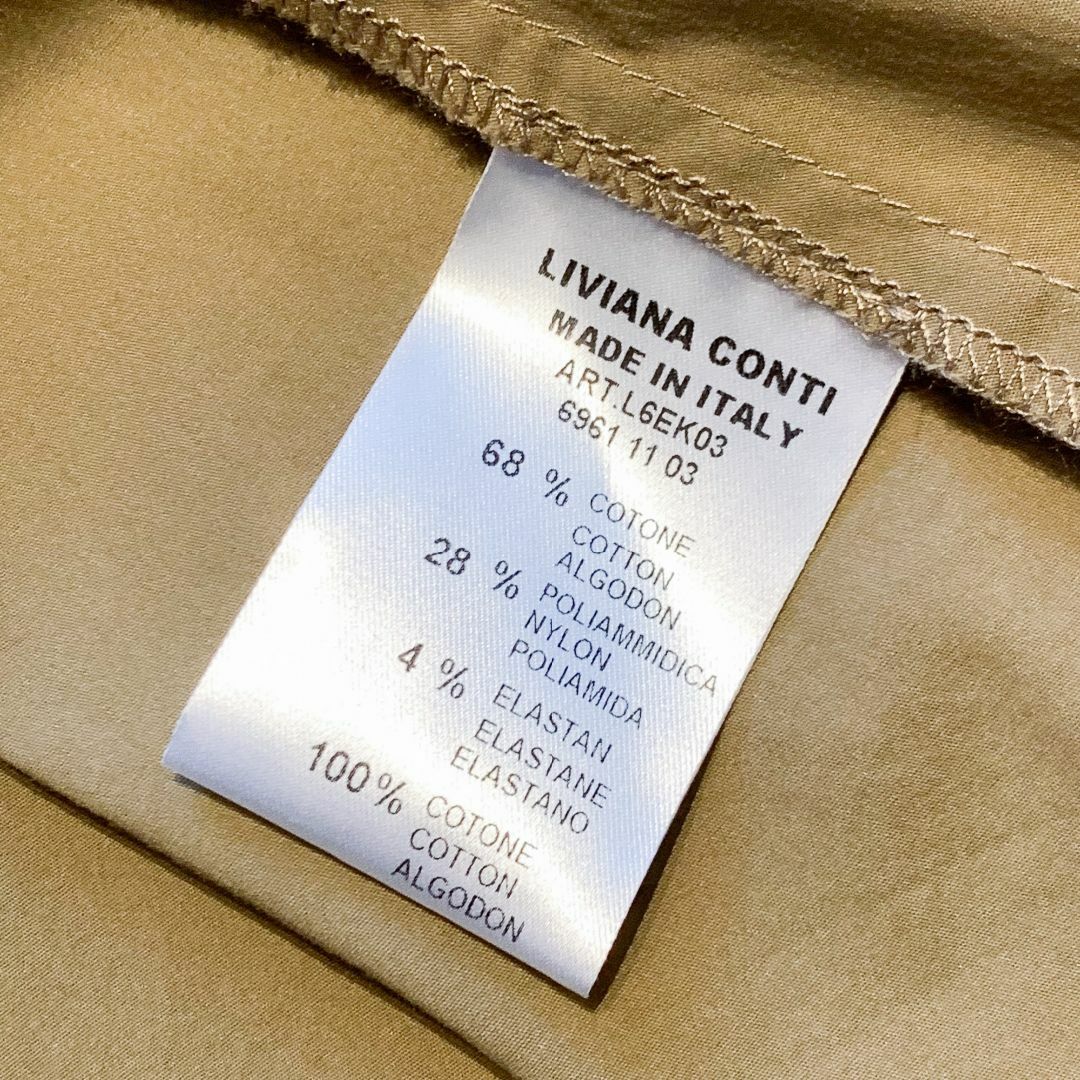 LIVIANA CONTI
MADE IN ITALY
ART.L6EK03
6961 11 03
68 % COTONE
COTTON
ALGODON
28 % POLIAMMIDICA
NYLON
POLIAMIDA
4 % ELASTAN
ELASTANE
ELASTANO
100% COTONE
COTTON
ALGODON